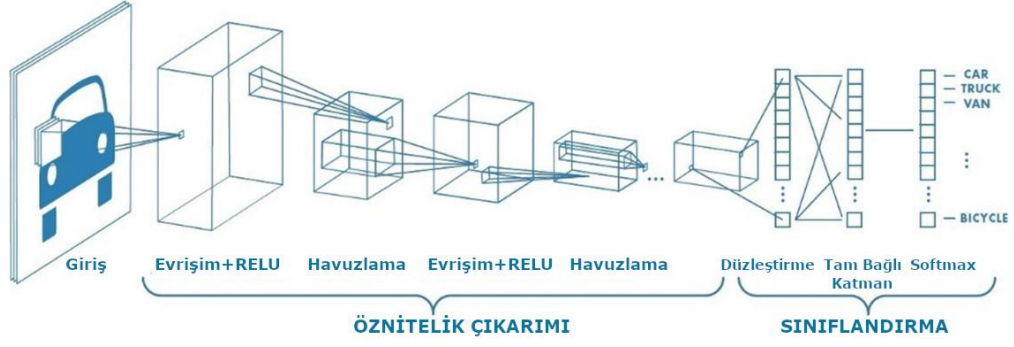 CAR
TRUCK
VAN
BICYCLE
Giriş Evrişim+RELU Havuzlama Evrişim+RELU Havuzlama Düzleştirme Tam Bağlı Softmax
Katman
ÖZNİTELİK ÇIKARIMI SINIFLANDIRMA